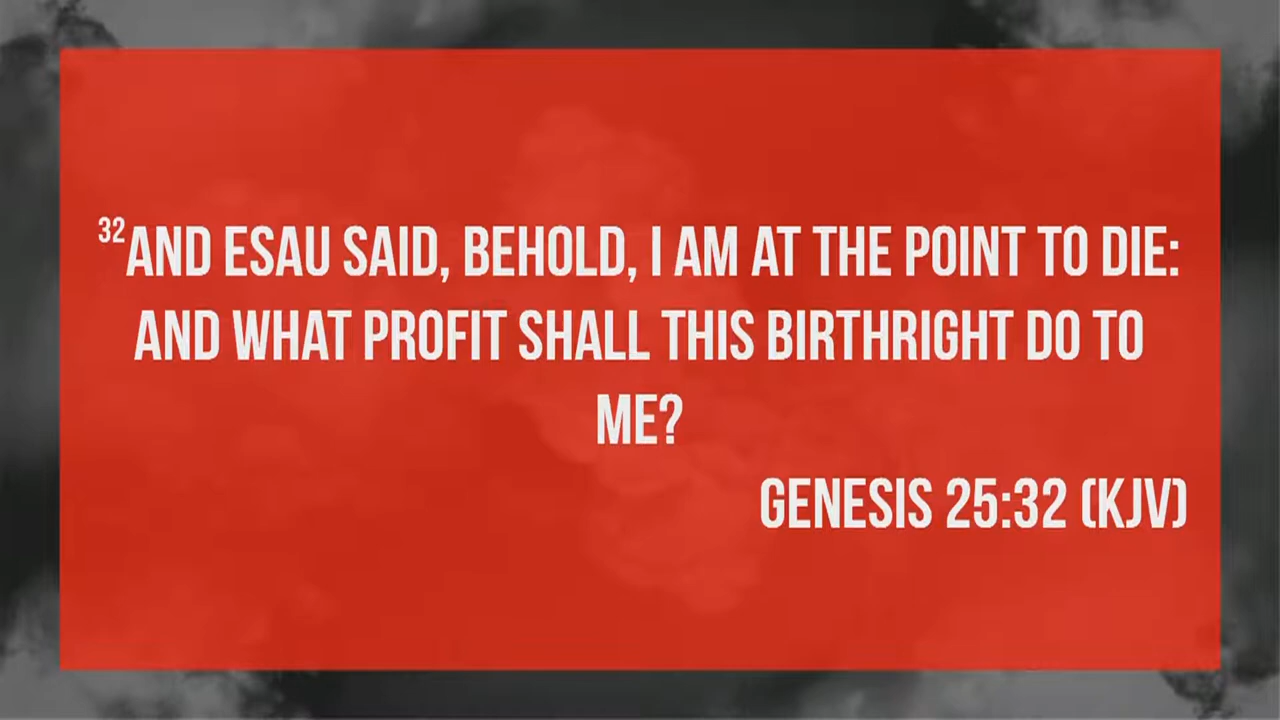 32AND ESAU SAID, BEHOLD, I AM AT THE POINT TO DIE:
AND WHAT PROFIT SHALL THIS BIRTHRIGHT DO TO
ME?
GENESIS 25:32 (KJV)